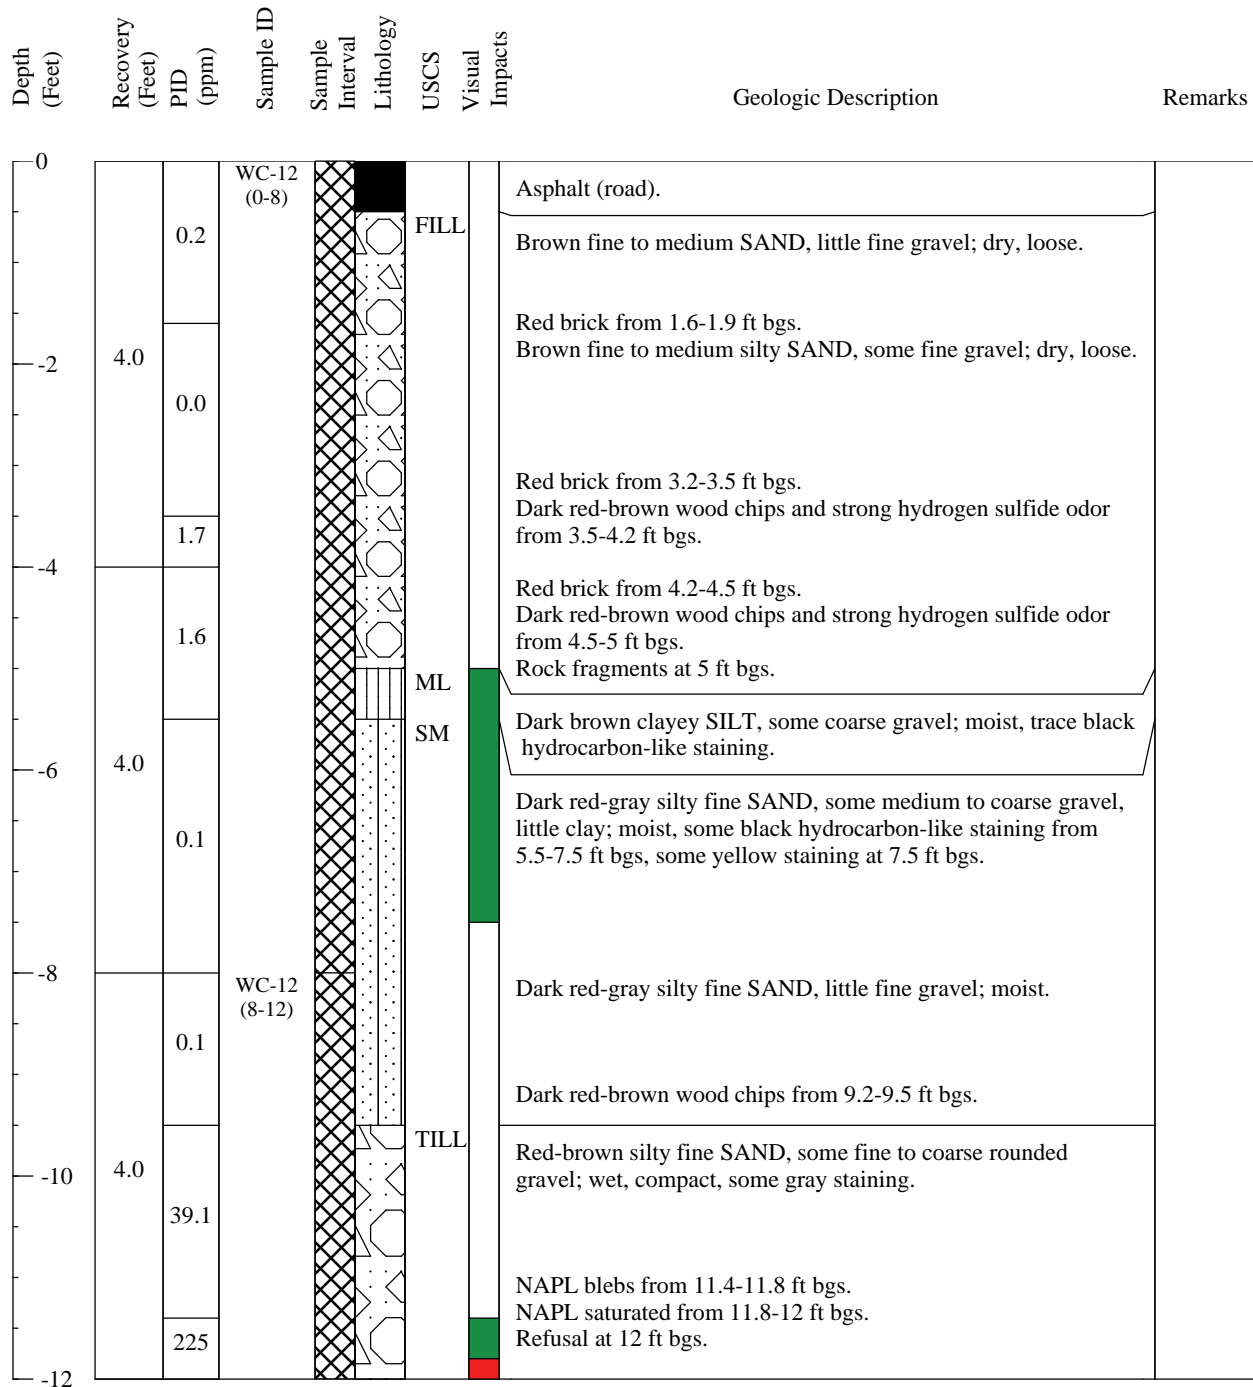 Depth
(Feet)
Recovery
(Feet)
PID
(ppm)
Sample ID
Sample
Interval
Lithology
USCS
Visual
Impacts
Geologic Description
Remarks
0
WC-12
(0-8)
Asphalt (road).
FILL
0.2
Brown fine to medium SAND, little fine gravel; dry, loose.
Red brick from 1.6-1.9 ft bgs.
Brown fine to medium silty SAND, some fine gravel; dry, loose.
-2
4.0
0.0
Red brick from 3.2-3.5 ft bgs.
Dark red-brown wood chips and strong hydrogen sulfide odor
from 3.5-4.2 ft bgs.
1.7
-4
Red brick from 4.2-4.5 ft bgs.
Dark red-brown wood chips and strong hydrogen sulfide odor
from 4.5-5 ft bgs.
Rock fragments at 5 ft bgs.
1.6
ML
Dark brown clayey SILT, some coarse gravel; moist, trace black
hydrocarbon-like staining.
SM
-6
4.0
Dark red-gray silty fine SAND, some medium to coarse gravel,
little clay; moist, some black hydrocarbon-like staining from
5.5-7.5 ft bgs, some yellow staining at 7.5 ft bgs.
0.1
-8
WC-12
(8-12)
Dark red-gray silty fine SAND, little fine gravel; moist.
0.1
Dark red-brown wood chips from 9.2-9.5 ft bgs.
TILL
Red-brown silty fine SAND, some fine to coarse rounded
gravel; wet, compact, some gray staining.
-10
4.0
39.1
NAPL blebs from 11.4-11.8 ft bgs.
NAPL saturated from 11.8-12 ft bgs.
Refusal at 12 ft bgs.
225
-12